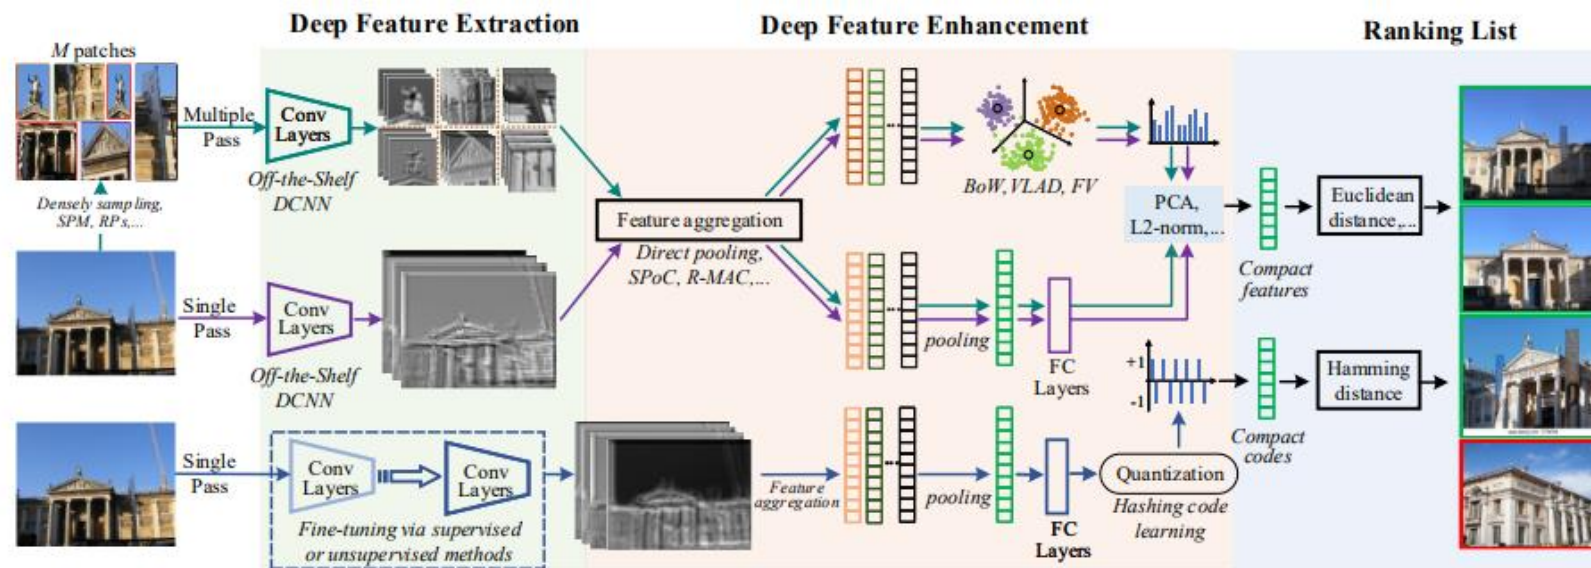 Deep Feature Extraction
Deep Feature Enhancement
Ranking List
M patches
Multiple
Pass
Conv
Layers
Off-the-Shelf
DCNN
Densely sampling,
SPM, RPs,...
Feature aggregation
Direct pooling,
SPoC, R-MAC,...
...
BoW,VLAD, FV
PCA,
L2-norm,...
Compact
features
Euclidean
distance,...
Single
Pass
Conv
Layers
Off-the-Shelf
DCNN
...
pooling
FC
Layers
+1
-1
Compact
codes
Hamming
distance
Single
Pass
Conv
Layers
Conv
Layers
Fine-tuning via supervised
or unsupervised methods
Feature
aggregation
...
pooling
FC
Layers
Quantization
Hashing code
learning